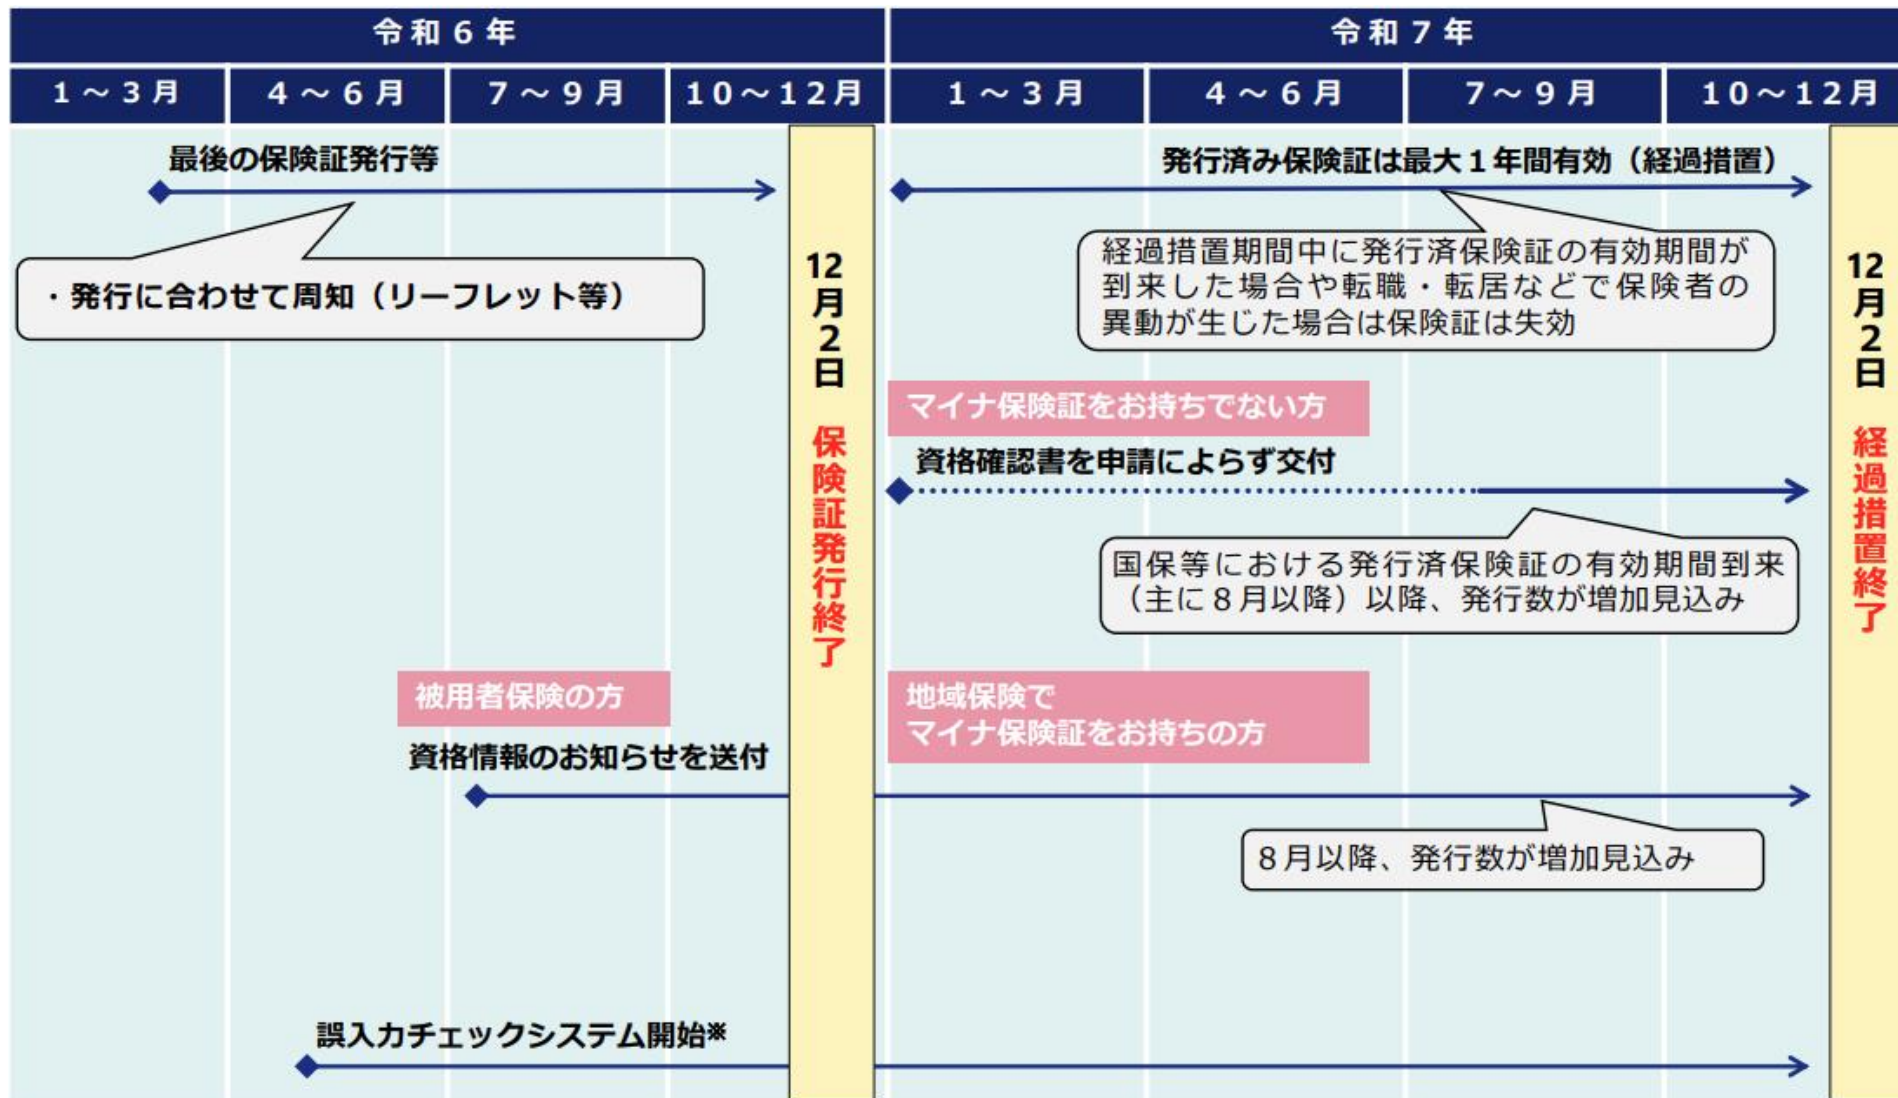 令和６年
令和７年
１～３月
４～６月
７～９月
１０～１２月
１～３月
４～６月
７～９月
１０～１２月
最後の保険証発行等
・発行に合わせて周知（リーフレット等）
12月２日 保険証発行終了
発行済み保険証は最大１年間有効（経過措置）
経過措置期間中に発行済保険証の有効期間が
到来した場合や転職・転居などで保険者の
異動が生じた場合は保険証は失効
マイナ保険証をお持ちでない方
資格確認書を申請によらず交付
国保等における発行済保険証の有効期間到来
（主に８月以降）以降、発行数が増加見込み
12月２日 経過措置終了
被用者保険の方
資格情報のお知らせを送付
地域保険で
マイナ保険証をお持ちの方
８月以降、発行数が増加見込み
誤入力チェックシステム開始※